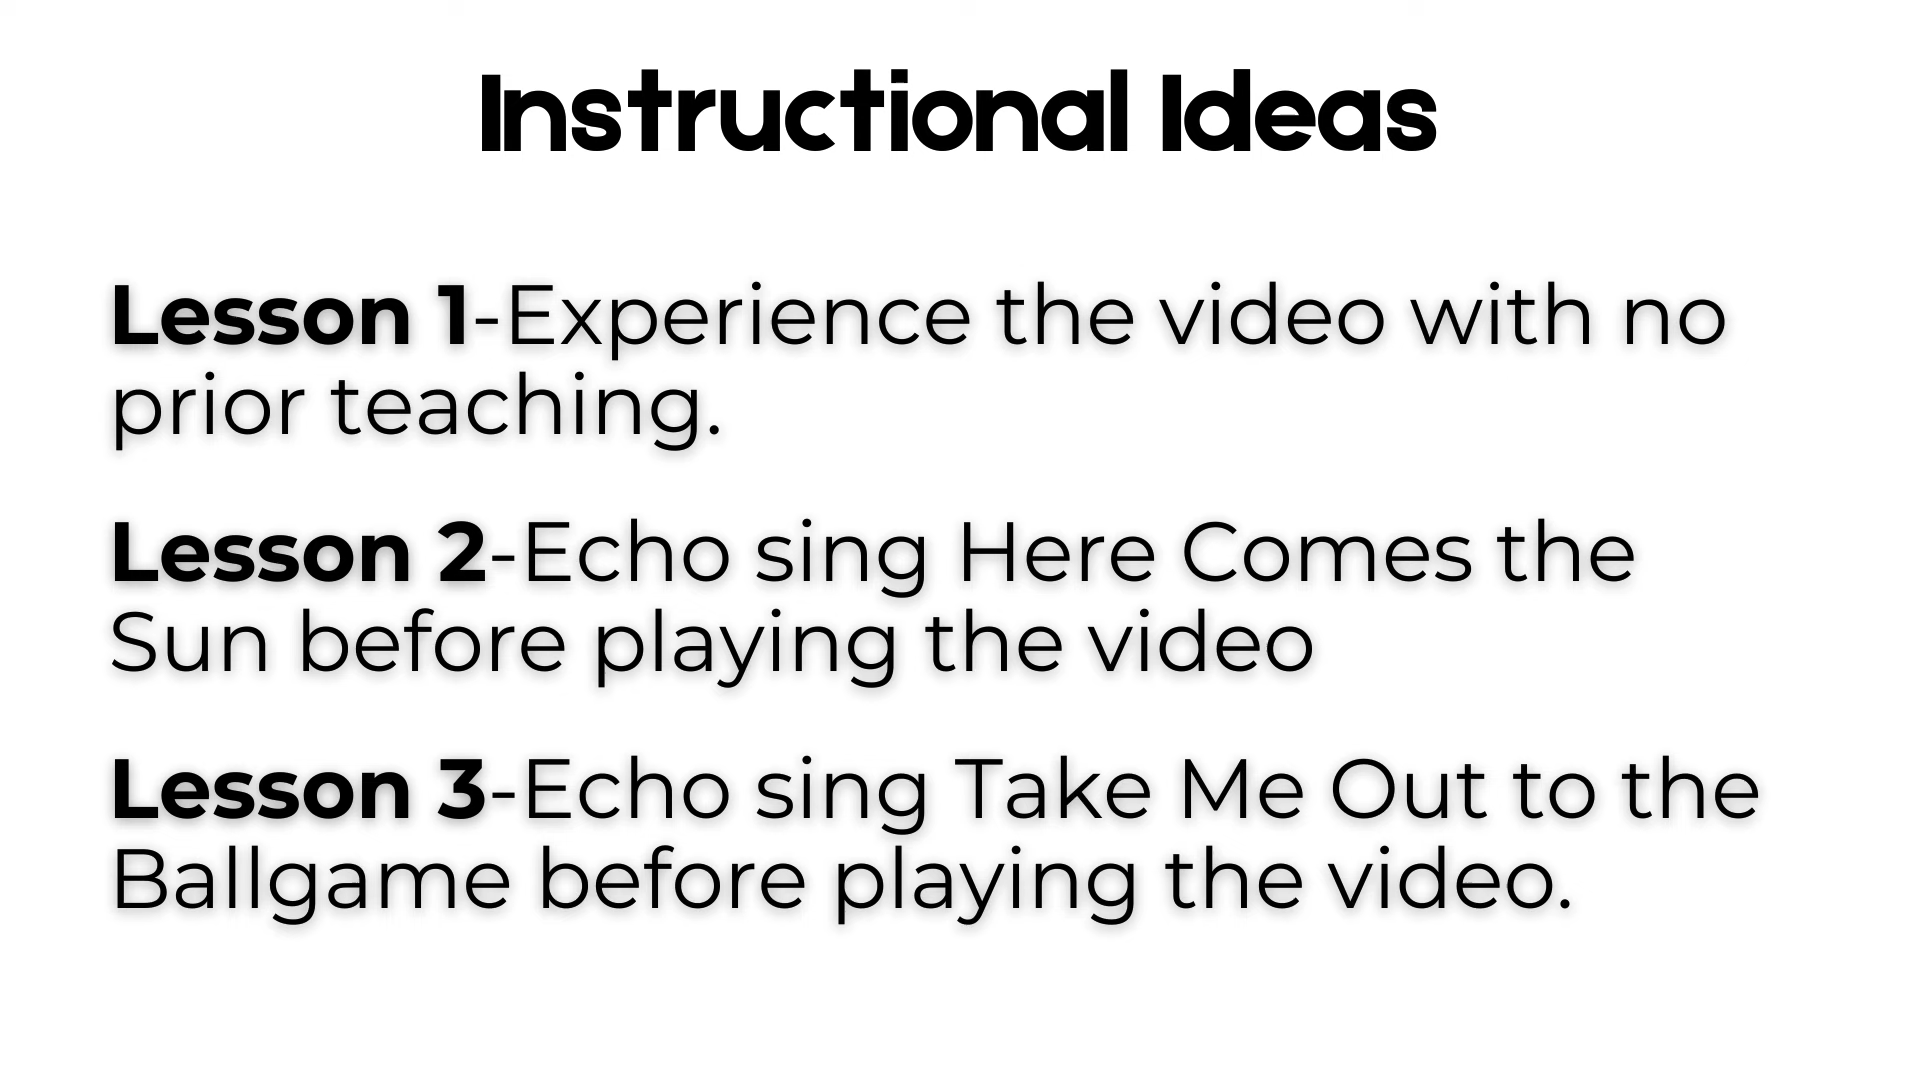 Instructional Ideas
Lesson 1-Experience the video with no
prior teaching.
Lesson 2-Echo sing Here Comes the
Sun before playing the video
Lesson 3-Echo sing Take Me Out to the
Ballgame before playing the video.